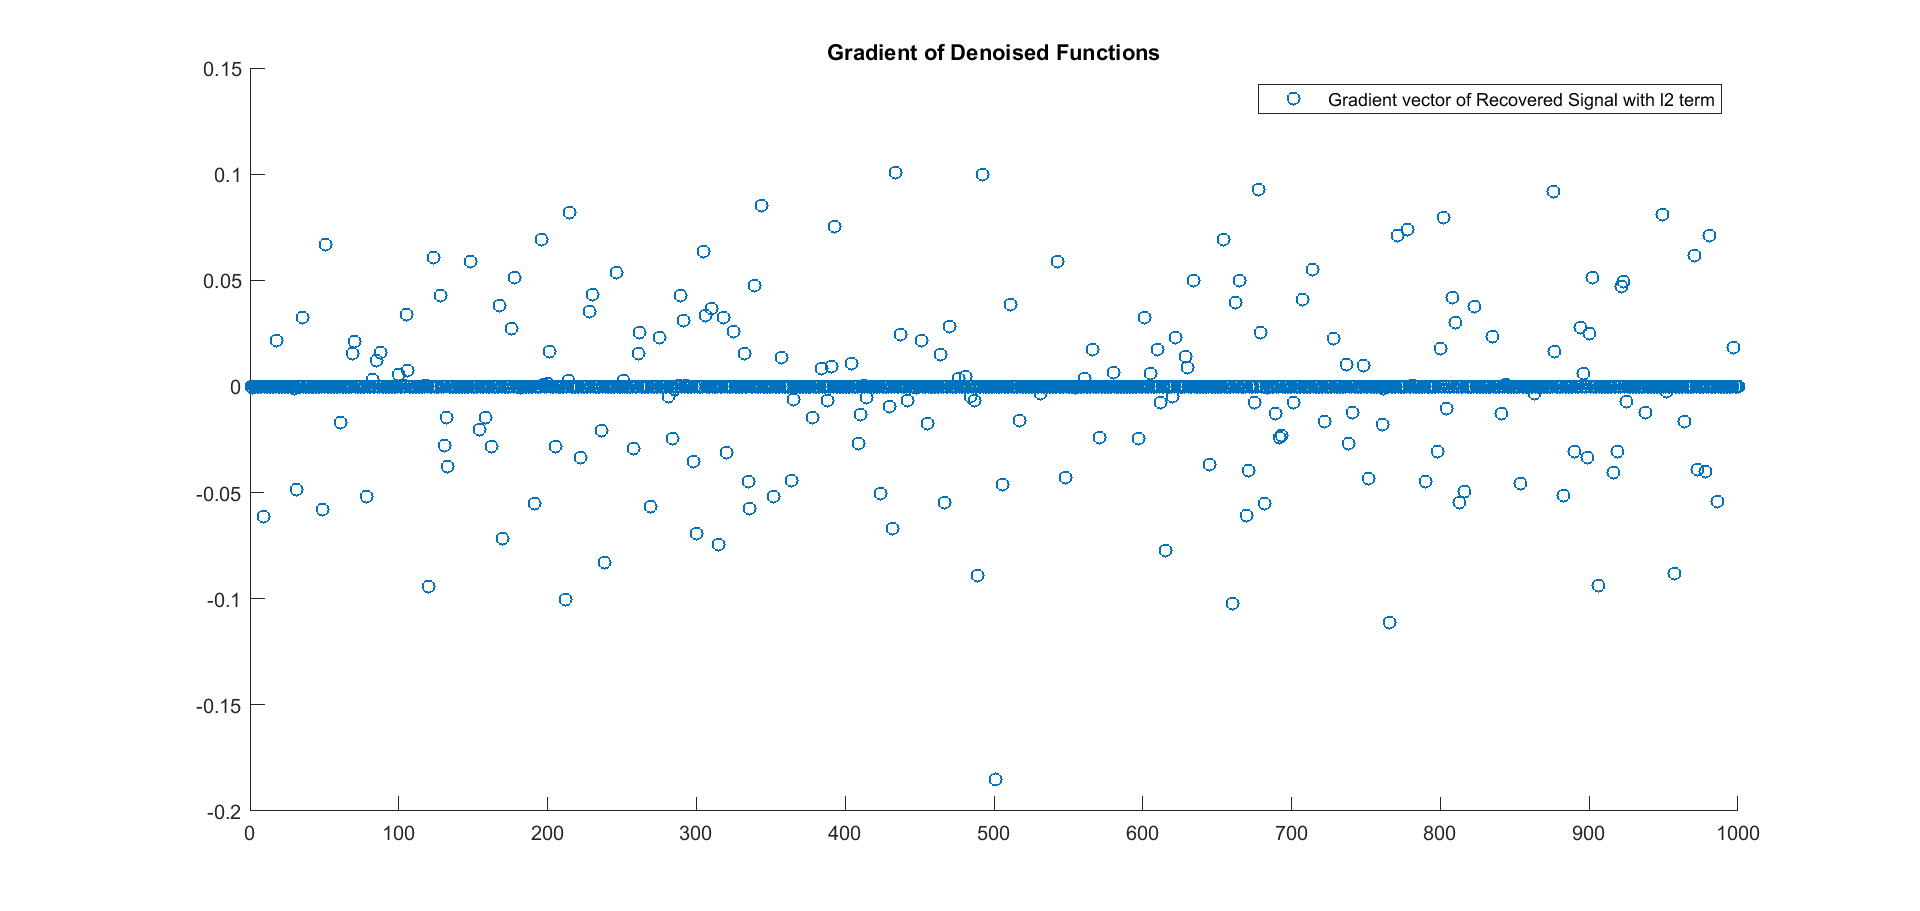 Gradient of Denoised Functions
Gradient vector of Recovered Signal with l2 term
0.15
0.1
0.05
0
-0.05
-0.1
-0.15
-0.2
0 100 200 300 400 500 600 700 800 900 1000